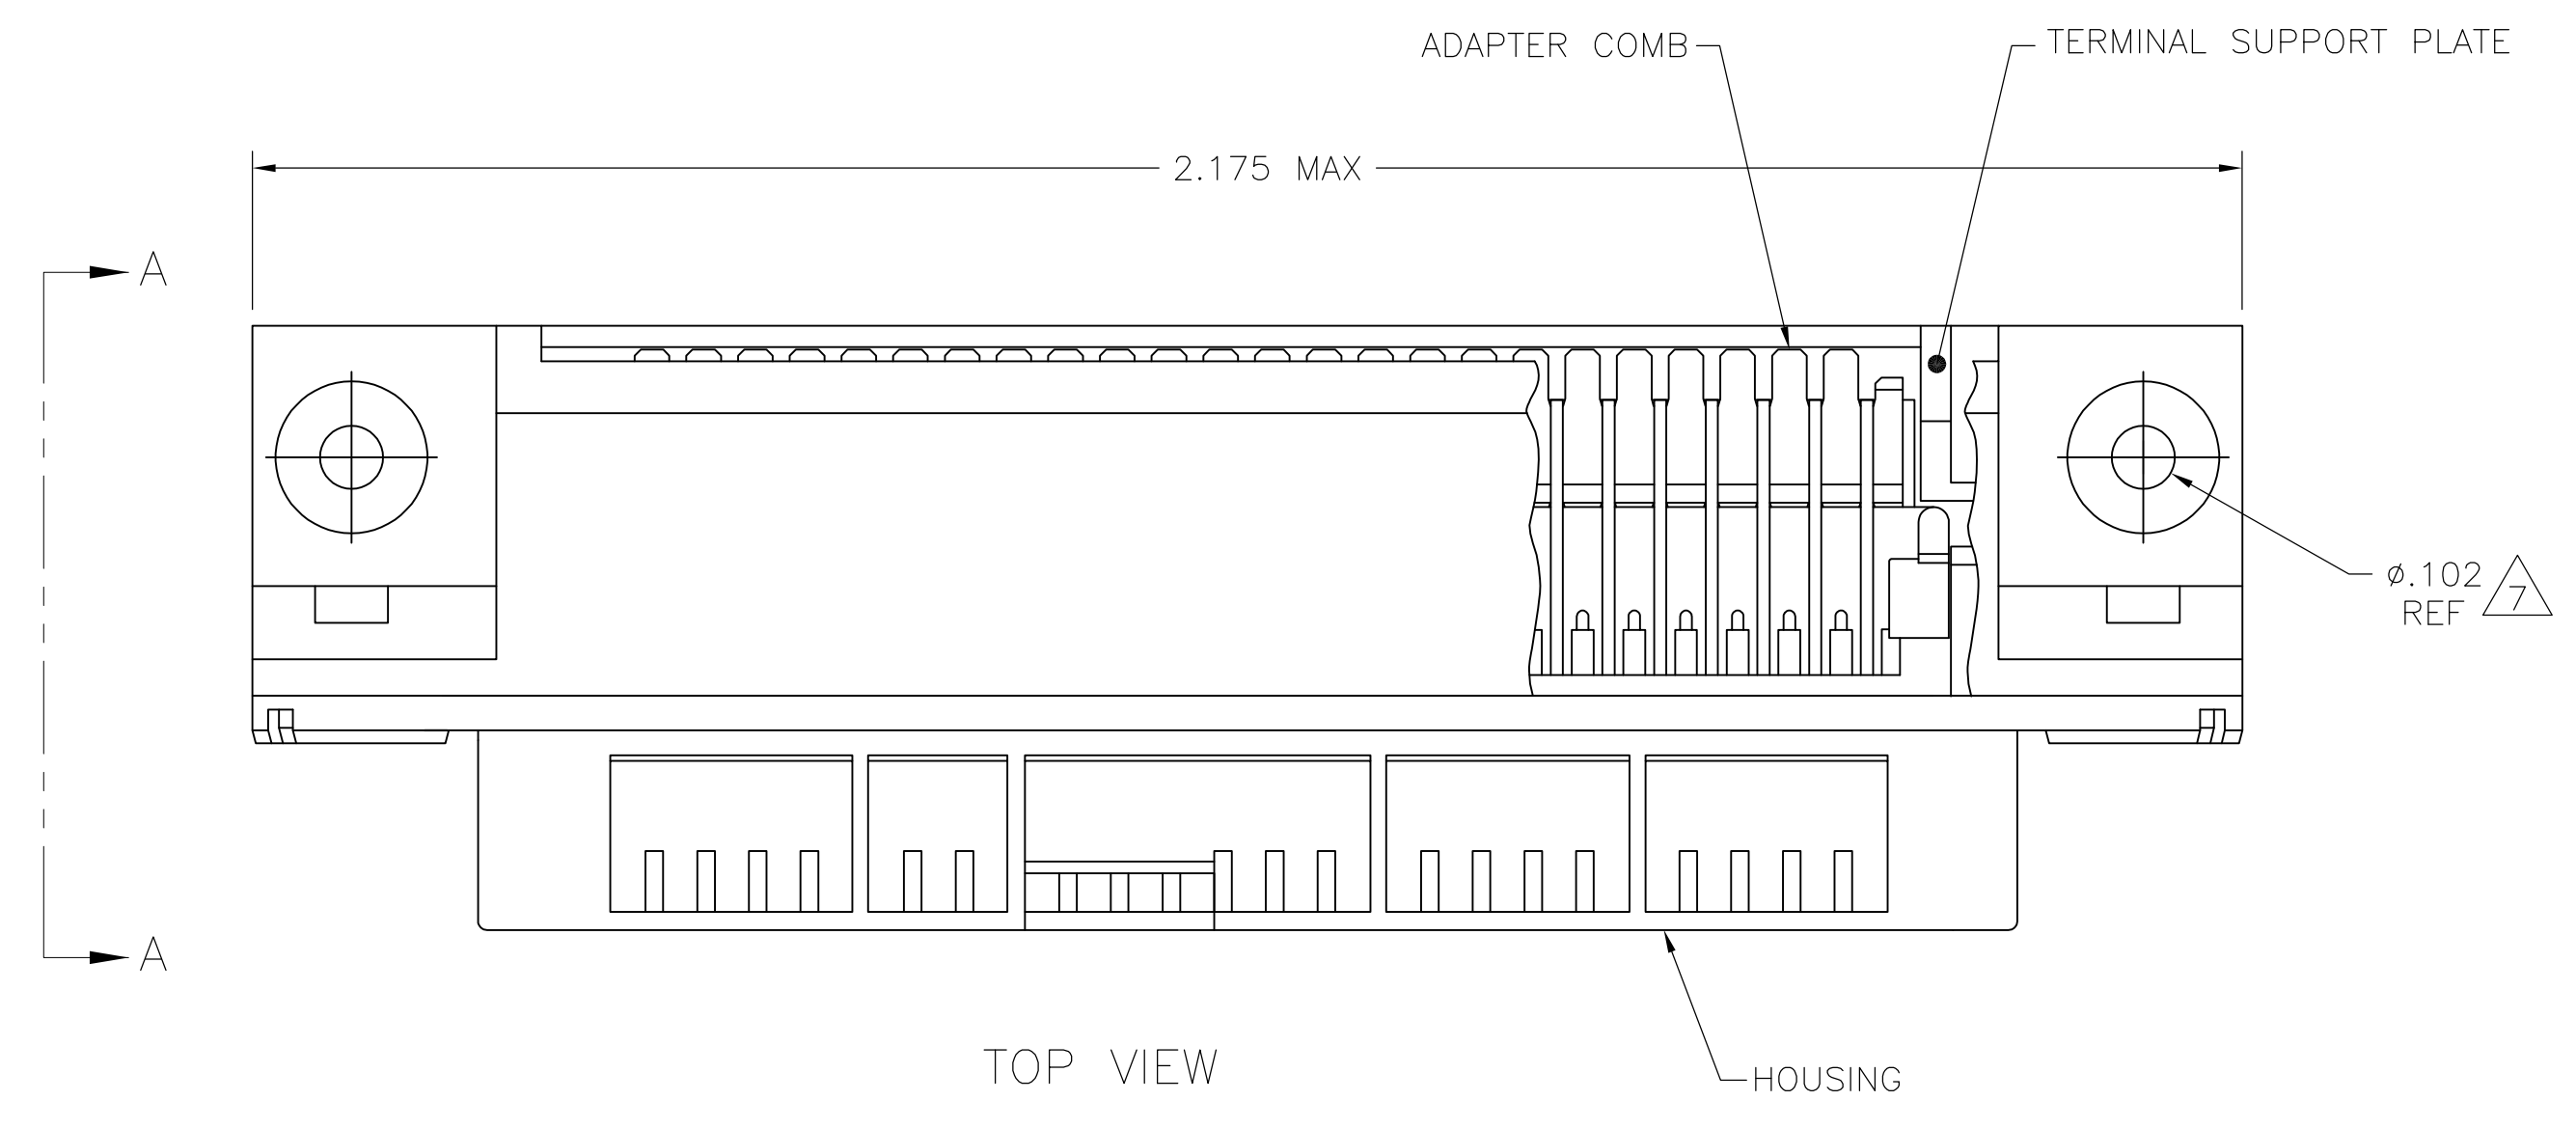 ADAPTER COMB
TERMINAL SUPPORT PLATE
2.175 MAX
A
ø.102
REF
7
A
TOP VIEW
HOUSING